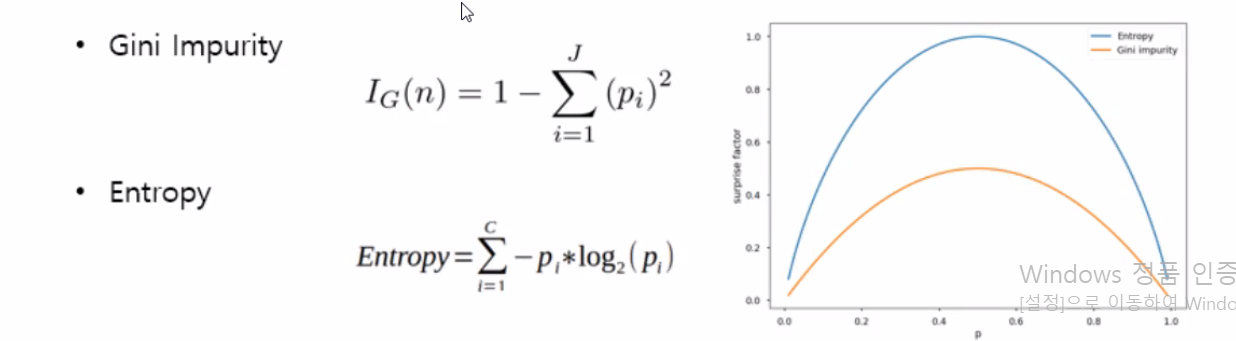 • Gini Impurity
I_G(n) = 1 − ∑_{i=1}^{J} (p_i)^2
• Entropy
Entropy = ∑_{i=1}^{C} −p_i * log_2(p_i)
Entropy
Gini impurity
surprise factor
1.0
0.8
0.6
0.4
0.2
0.0
0.0 0.2 0.4 0.6 0.8 1.0
p
Windows 정품 인증
[설정]으로 이동하여 Windo